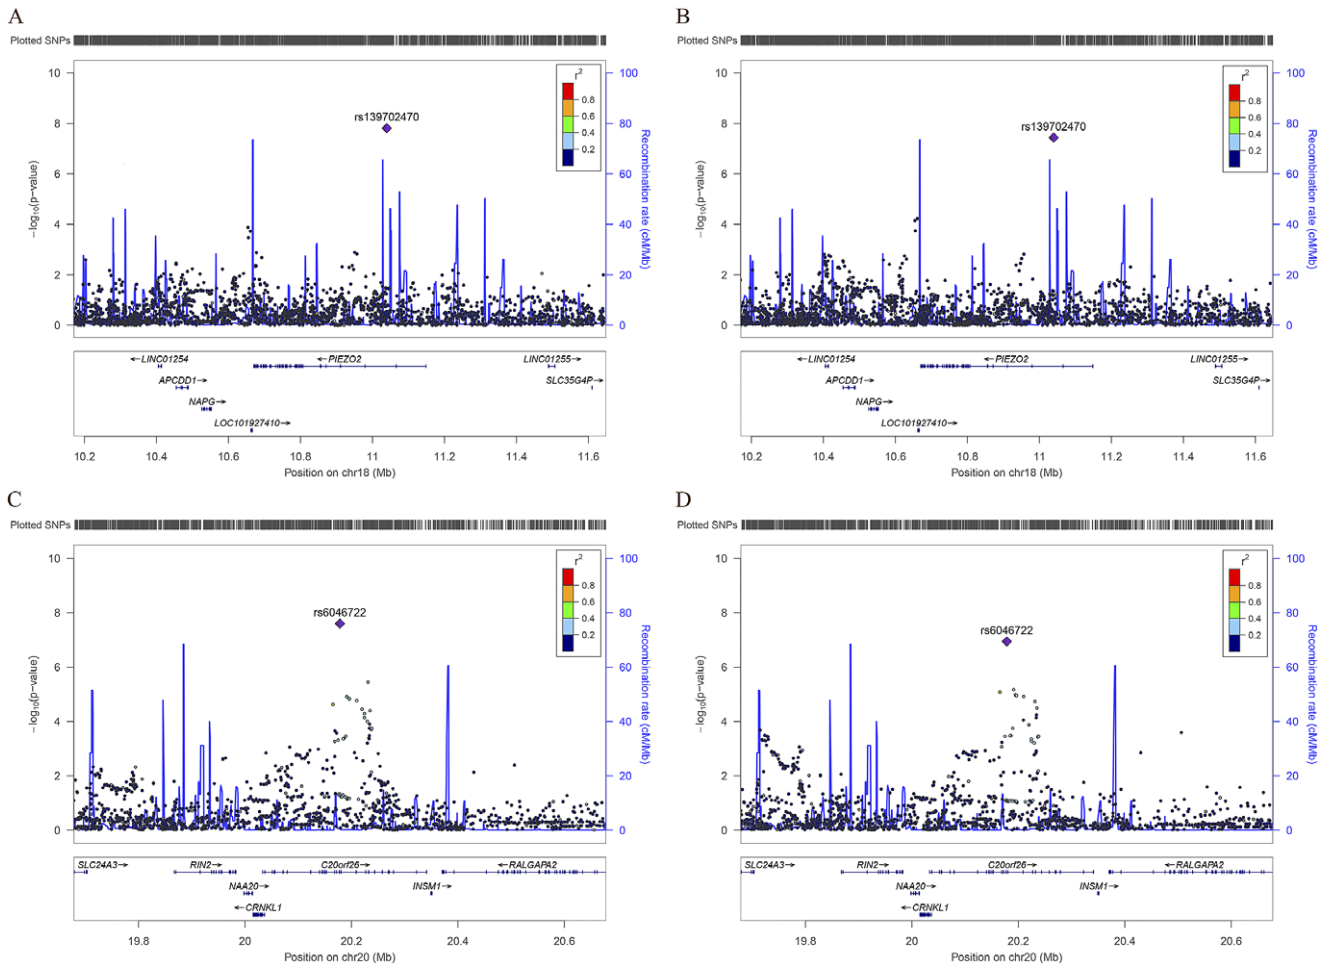 A
Plotted SNPs
10
8
6
4
2
0
−log10(p−value)
100
80
60
40
20
0
Recombination rate (cM/Mb)
r2
0.8
0.6
0.4
0.2
rs139702470
←LINC01254
←PIEZO2
LINC01255→
APCDD1→
SLC35G4P→
NAPG→
LOC101927410→
10.2 10.4 10.6 10.8 11 11.2 11.4 11.6
Position on chr18 (Mb)
B
Plotted SNPs
10
8
6
4
2
0
−log10(p−value)
100
80
60
40
20
0
Recombination rate (cM/Mb)
r2
0.8
0.6
0.4
0.2
rs139702470
←LINC01254
←PIEZO2
LINC01255→
APCDD1→
SLC35G4P→
NAPG→
LOC101927410→
10.2 10.4 10.6 10.8 11 11.2 11.4 11.6
Position on chr18 (Mb)
C
Plotted SNPs
10
8
6
4
2
0
−log10(p−value)
100
80
60
40
20
0
Recombination rate (cM/Mb)
r2
0.8
0.6
0.4
0.2
rs6046722
SLC24A3→
RIN2→
C20orf26→
←RALGAPA2
NAA20→
INSM1→
←CRNKL1
19.8 20 20.2 20.4 20.6
Position on chr20 (Mb)
D
Plotted SNPs
10
8
6
4
2
0
−log10(p−value)
100
80
60
40
20
0
Recombination rate (cM/Mb)
r2
0.8
0.6
0.4
0.2
rs6046722
SLC24A3→
RIN2→
C20orf26→
←RALGAPA2
NAA20→
INSM1→
←CRNKL1
19.8 20 20.2 20.4 20.6
Position on chr20 (Mb)